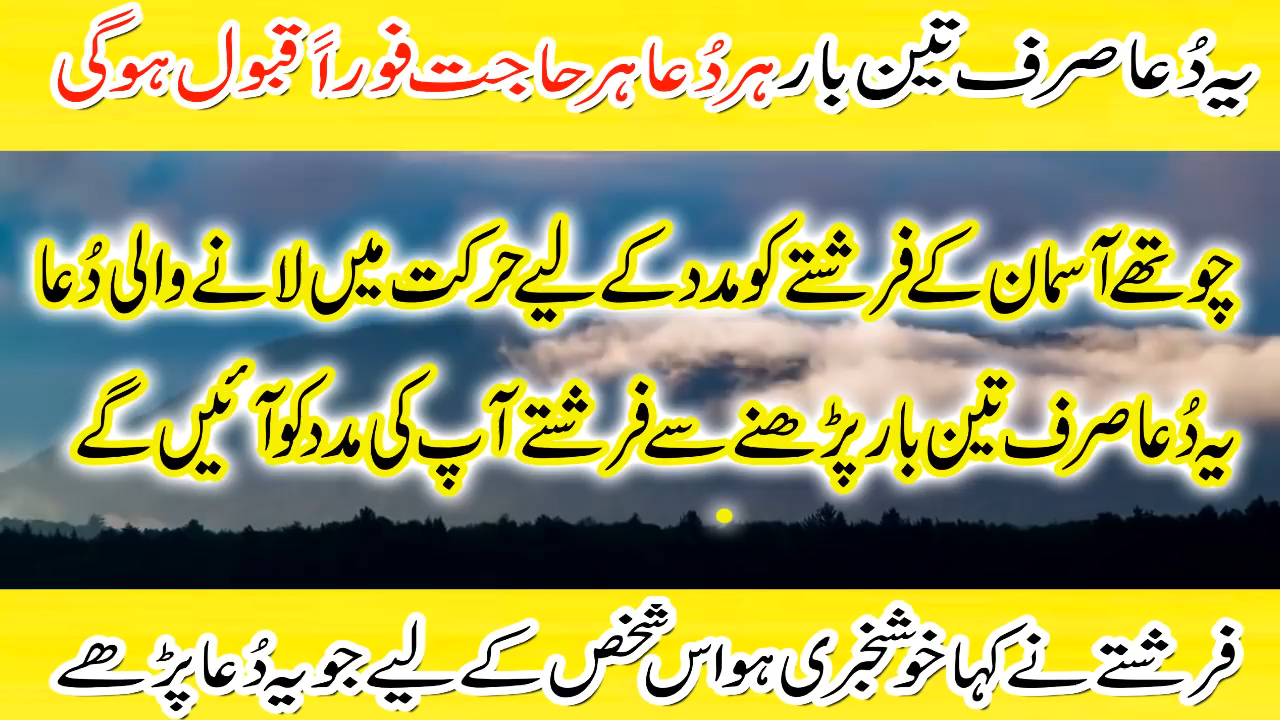 یہ دُعا صرف تین بار ہر دُعا ہر حاجت فوراً قبول ہوگی
چوتھے آسمان کے فرشتے کو مدد کے لیے حرکت میں لانے والی دُعا
یہ دُعا صرف تین بار پڑھنے سے فرشتے آپ کی مدد کو آئیں گے
فرشتے نے کہا خوشخبری ہو اس شخص کے لیے جو یہ دُعا پڑھے